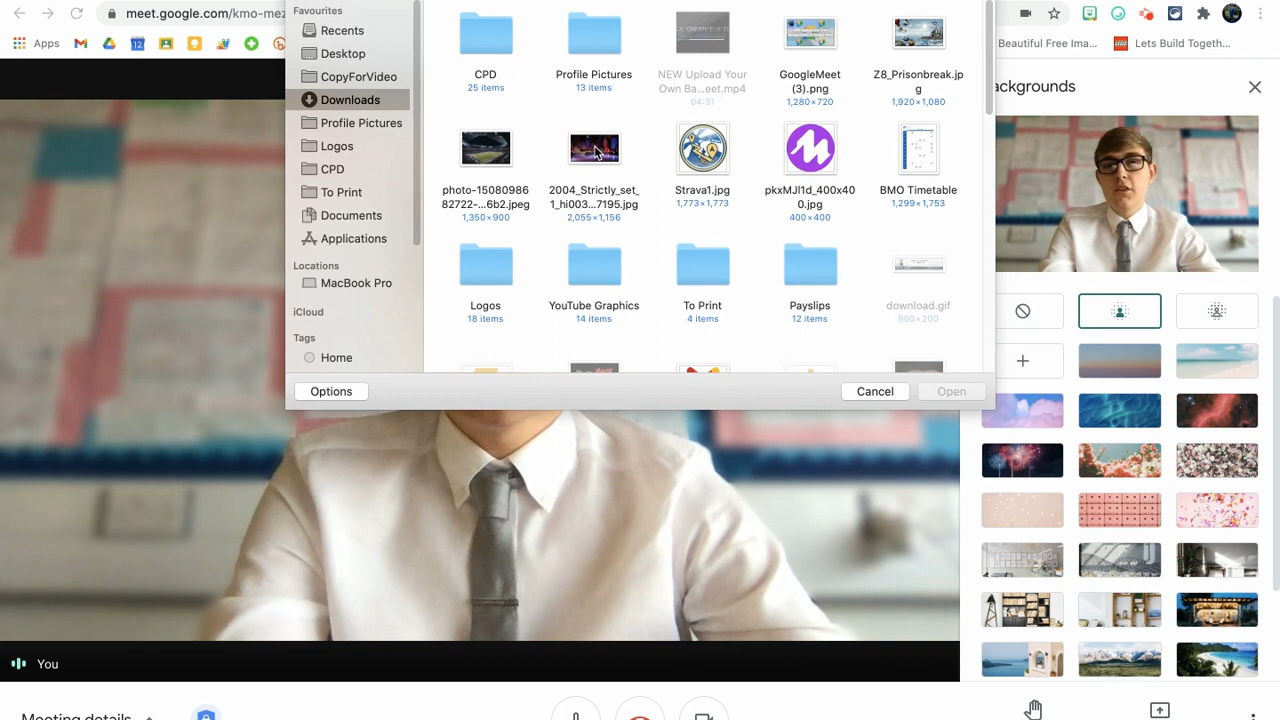 meet.google.com/kmo-mez
Apps
Beautiful Free Ima...
Lets Build Togeth...
Favourites
Recents
Desktop
CopyForVideo
Downloads
Profile Pictures
Logos
CPD
To Print
Documents
Applications
Locations
MacBook Pro
iCloud
Tags
Home
CPD
25 items
Profile Pictures
13 items
NEW Upload Your
Own Ba...eet.mp4
04:31
GoogleMeet
(3).png
1,280×720
Z8_Prisonbreak.jp
g
1,920×1,080
photo-15080986
82722-...6b2.jpeg
1,350×900
2004_Strictly_set_
1_hi003...7195.jpg
2,055×1,156
Strava1.jpg
1,773×1,773
pkxMJl1d_400x40
0.jpg
400×400
BMO Timetable
1,299×1,753
Logos
18 items
YouTube Graphics
14 items
To Print
4 items
Payslips
12 items
download.gif
800×200
Options
Cancel
Open
ackgrounds
You
Meeting details